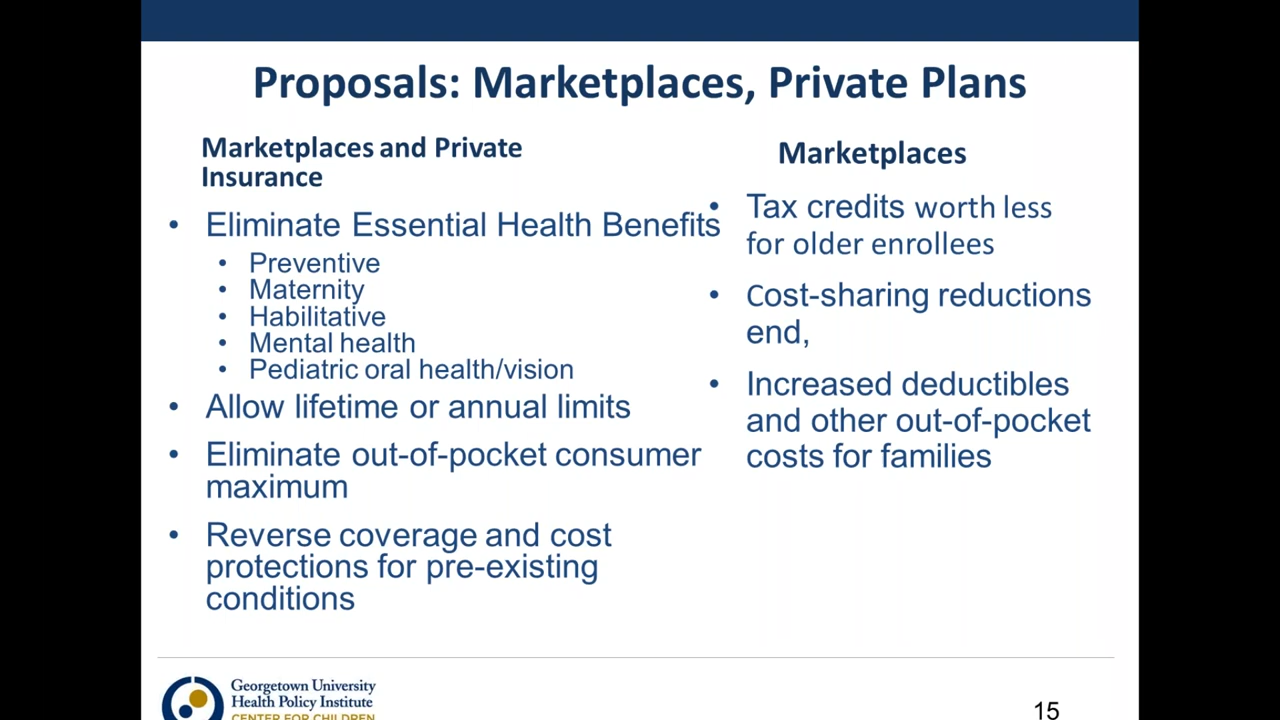 Proposals: Marketplaces, Private Plans
Marketplaces and Private
Insurance
• Eliminate Essential Health Benefits
• Preventive
• Maternity
• Habilitative
• Mental health
• Pediatric oral health/vision
• Allow lifetime or annual limits
• Eliminate out-of-pocket consumer
maximum
• Reverse coverage and cost
protections for pre-existing
conditions
Marketplaces
• Tax credits worth less
for older enrollees
• Cost-sharing reductions
end,
• Increased deductibles
and other out-of-pocket
costs for families
Georgetown University
Health Policy Institute
CENTER FOR CHILDREN
15